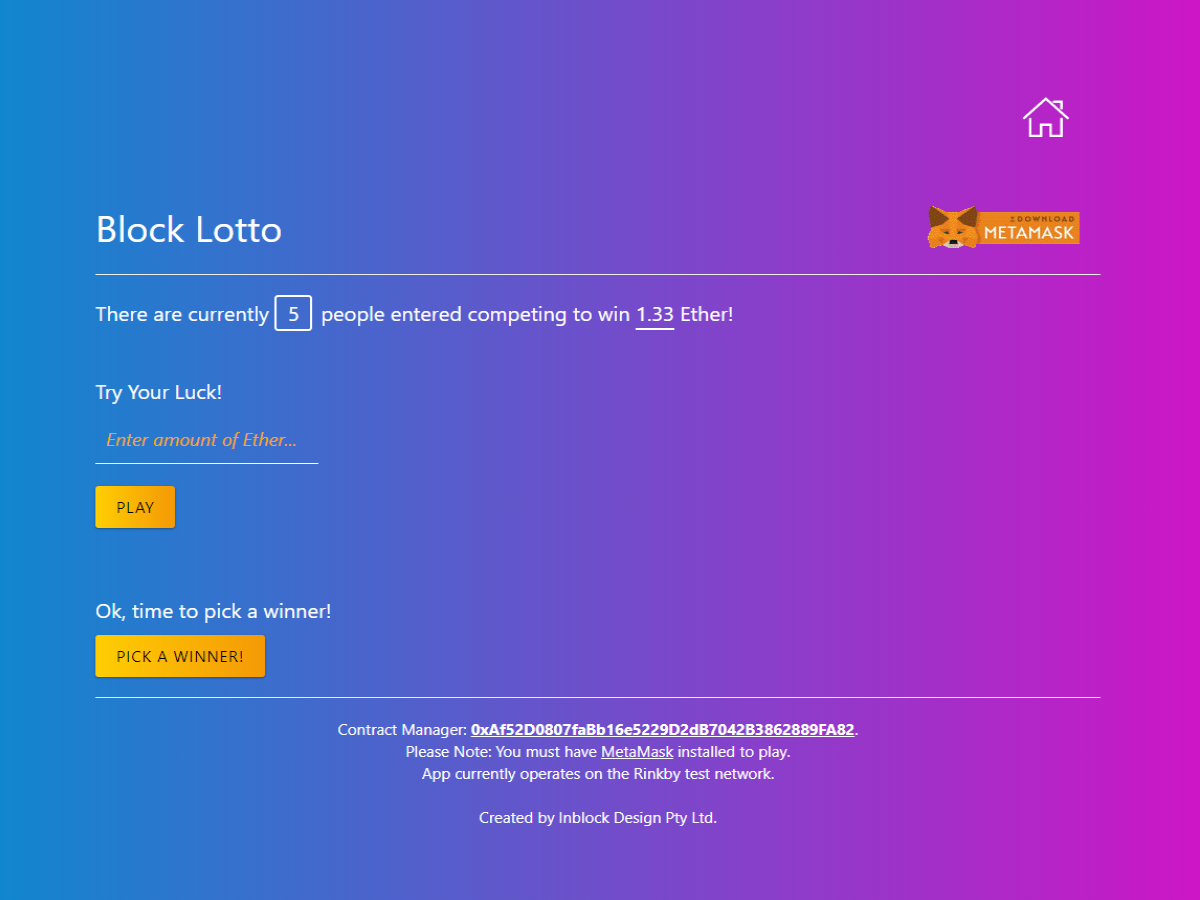 Block Lotto
DOWNLOAD
METAMASK
There are currently 5 people entered competing to win 1.33 Ether!
Try Your Luck!
Enter amount of Ether...
PLAY
Ok, time to pick a winner!
PICK A WINNER!
Contract Manager: 0xAf52D0807faBb16e5229D2dB7042B3862889FA82.
Please Note: You must have MetaMask installed to play.
App currently operates on the Rinkby test network.
Created by Inblock Design Pty Ltd.